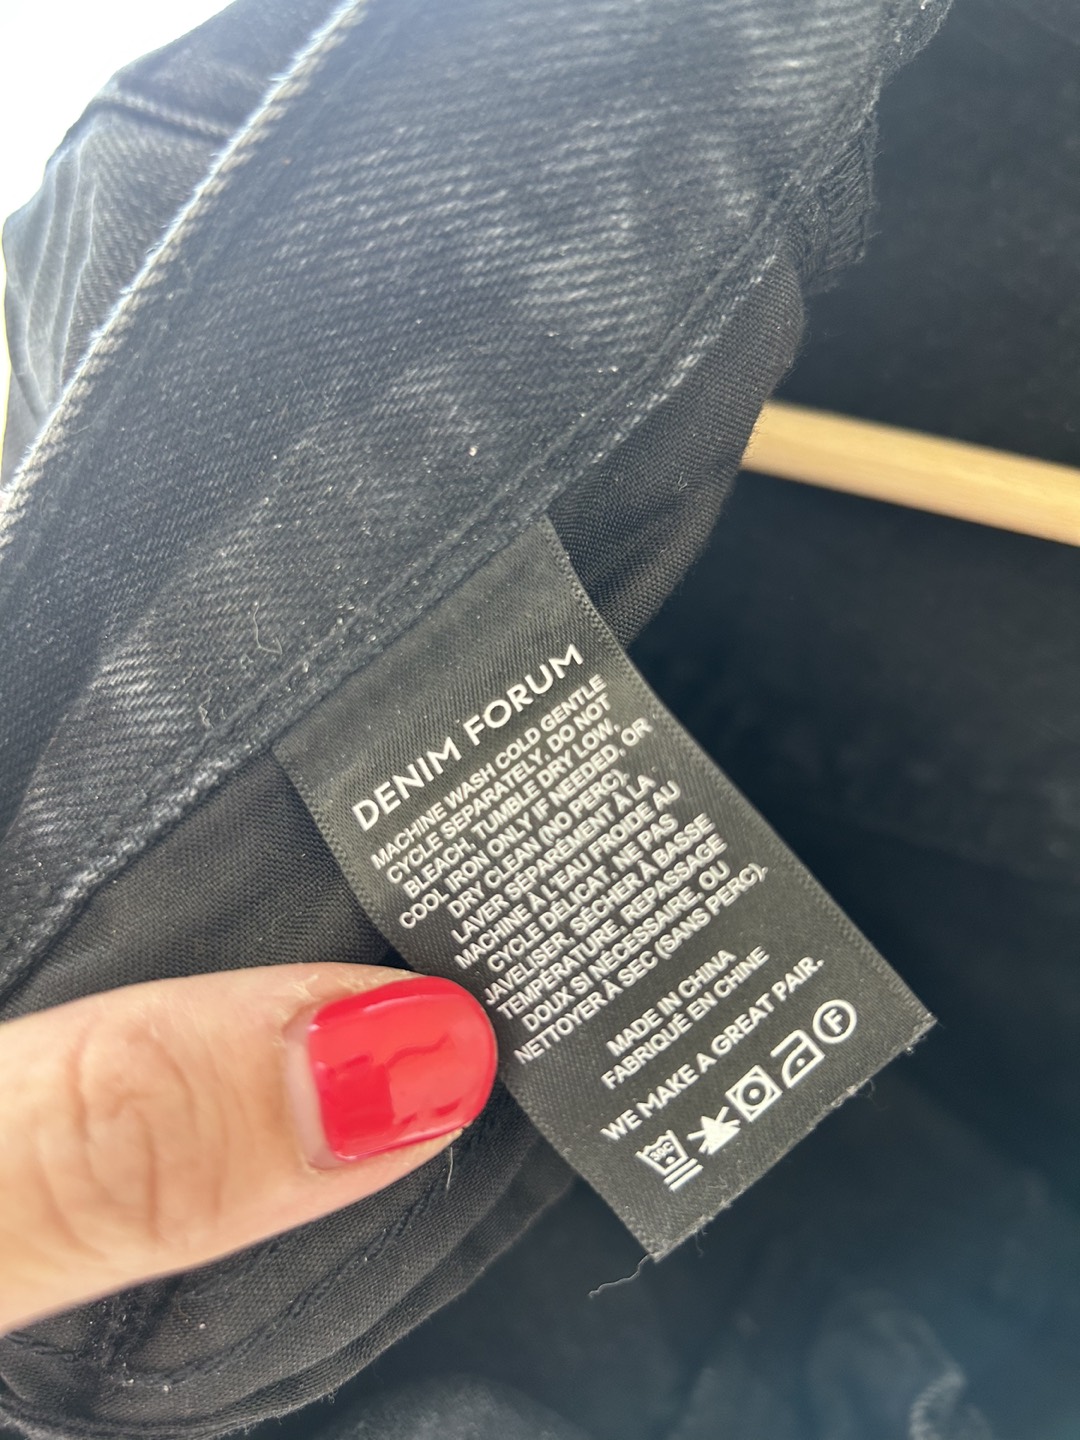 DENIM FORUM
MACHINE WASH COLD GENTLE
CYCLE SEPARATELY, DO NOT
BLEACH, TUMBLE DRY LOW,
COOL IRON ONLY IF NEEDED, OR
DRY CLEAN (NO PERC).
LAVER SÉPARÉMENT À LA
MACHINE À L'EAU FROIDE AU
CYCLE DÉLICAT, NE PAS
JAVELISER, SÉCHER À BASSE
TEMPÉRATURE, REPASSAGE
DOUX SI NÉCESSAIRE, OU
NETTOYER À SEC (SANS PERC).
MADE IN CHINA
FABRIQUÉ EN CHINE
WE MAKE A GREAT PAIR.
30C F